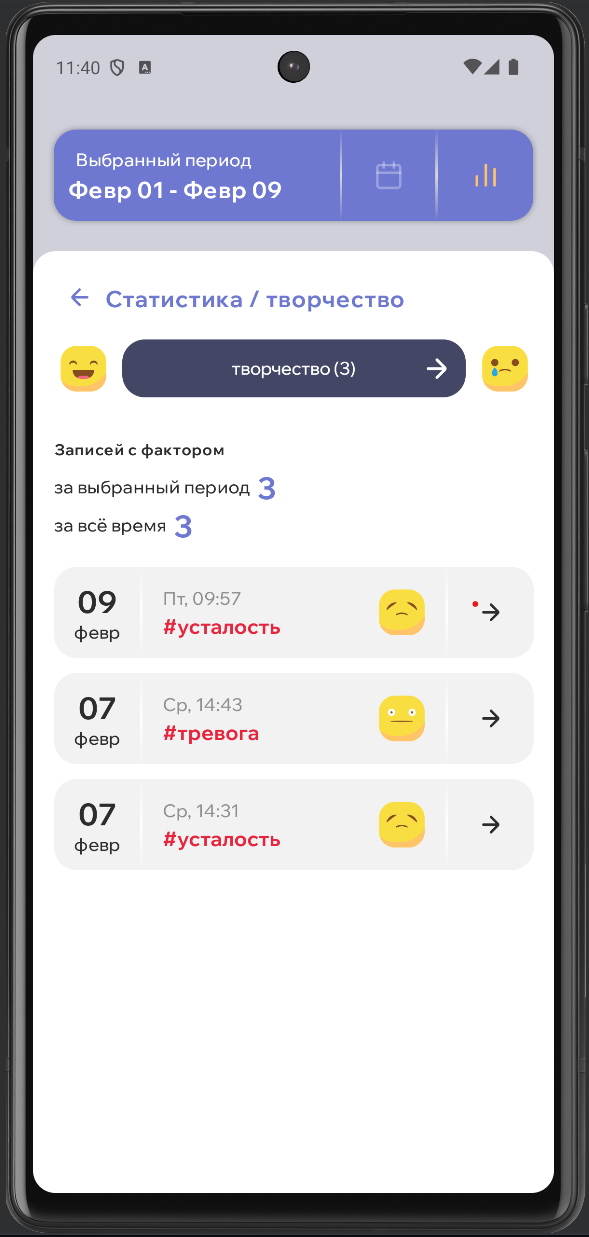 11:40
Выбранный период
Февр 01 - Февр 09
Статистика / творчество
творчество (3)
Записей с фактором
за выбранный период 3
за всё время 3
09
февр
Пт, 09:57
#усталость
07
февр
Ср, 14:43
#тревога
07
февр
Ср, 14:31
#усталость